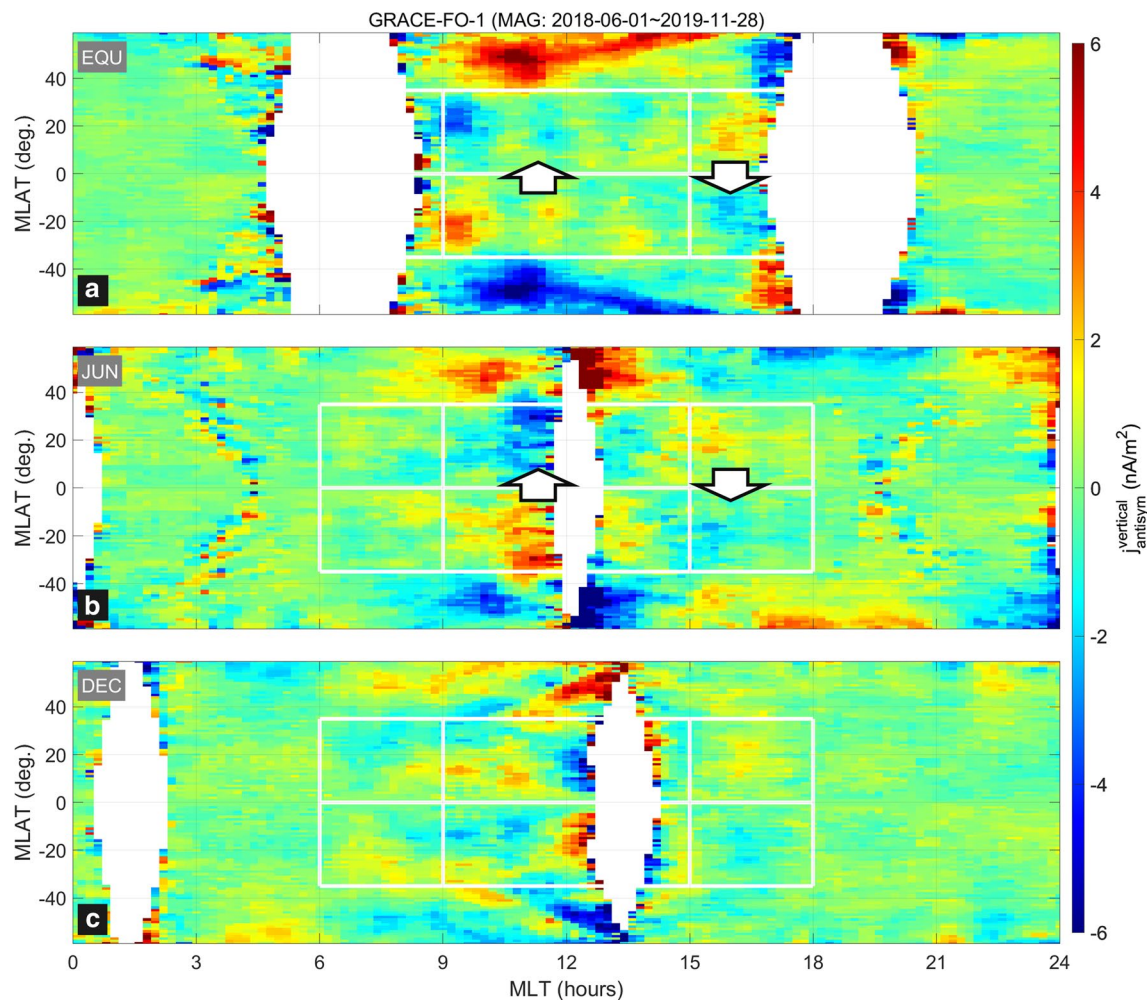 GRACE-FO-1 (MAG: 2018-06-01~2019-11-28)
EQU
40
20
0
-20
-40
MLAT (deg.)
a
JUN
40
20
0
-20
-40
MLAT (deg.)
b
DEC
40
20
0
-20
-40
MLAT (deg.)
c
0 3 6 9 12 15 18 21 24
MLT (hours)
6
4
2
0
-2
-4
-6
j vertical antisym (nA/m^2)